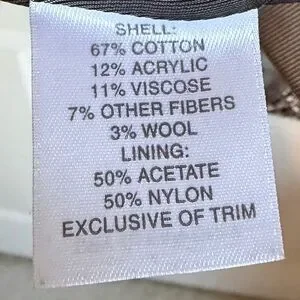 SHELL:
67% COTTON
12% ACRYLIC
11% VISCOSE
7% OTHER FIBERS
3% WOOL
LINING:
50% ACETATE
50% NYLON
EXCLUSIVE OF TRIM